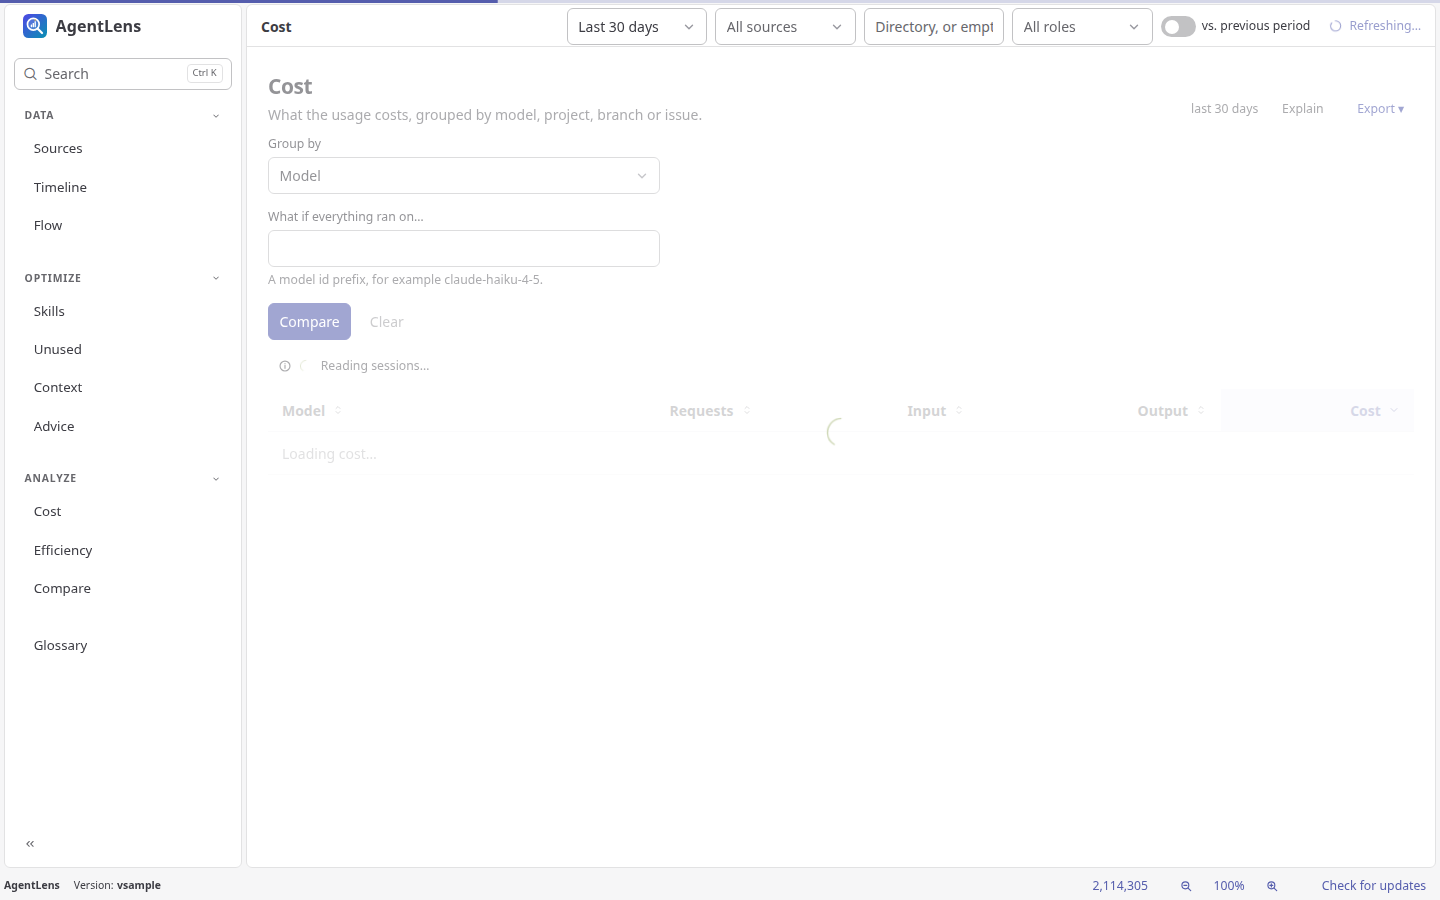 AgentLens
Search
Ctrl K
DATA
Sources
Timeline
Flow
OPTIMIZE
Skills
Unused
Context
Advice
ANALYZE
Cost
Efficiency
Compare
Glossary
«
Cost
Last 30 days
All sources
Directory, or empt
All roles
vs. previous period
Refreshing...
Cost
What the usage costs, grouped by model, project, branch or issue.
last 30 days
Explain
Export ▾
Group by
Model
What if everything ran on...
A model id prefix, for example claude-haiku-4-5.
Compare
Clear
Reading sessions...
Model Requests Input Output Cost
Loading cost...
AgentLens Version: vsample
2,114,305
100%
Check for updates